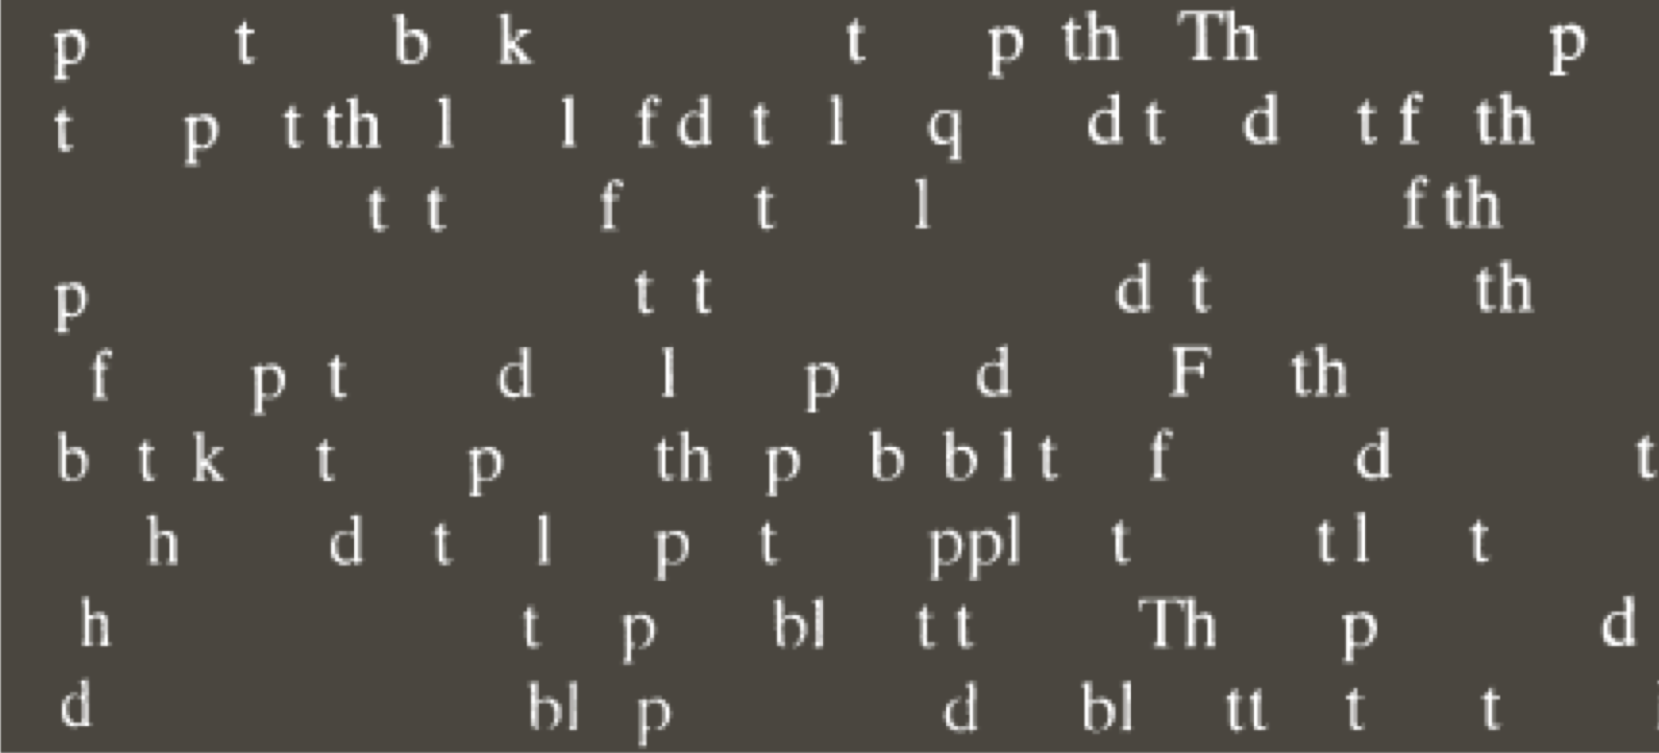 p t b k t p th Th p
t p t th l l f d t l q d t d t f th
t t f t l f th
p t t d t th
f p t d l p d F th
b t k t p th p b b l t f d t
h d t l p t ppl t t l t
h t p bl t t Th p d
d bl p d bl tt t t